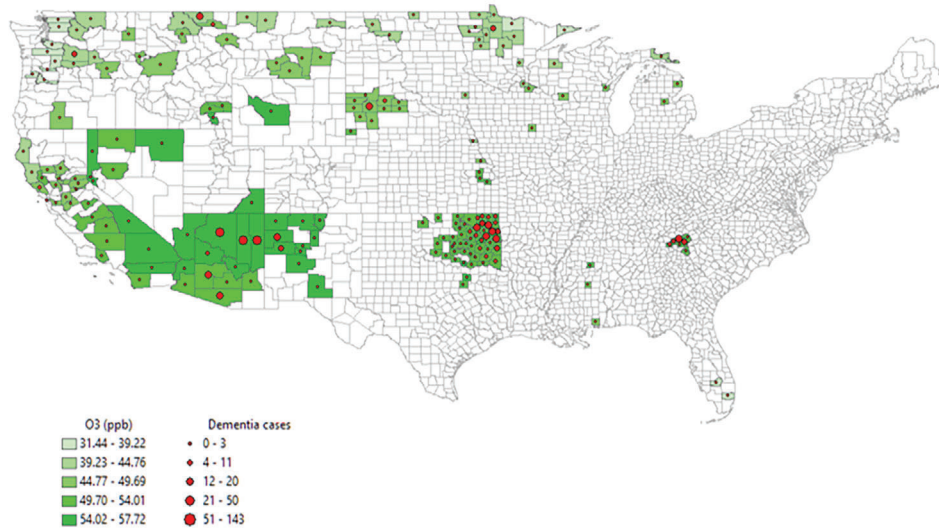 O3 (ppb)
31.44 - 39.22
39.23 - 44.76
44.77 - 49.69
49.70 - 54.01
54.02 - 57.72
Dementia cases
0 - 3
4 - 11
12 - 20
21 - 50
51 - 143